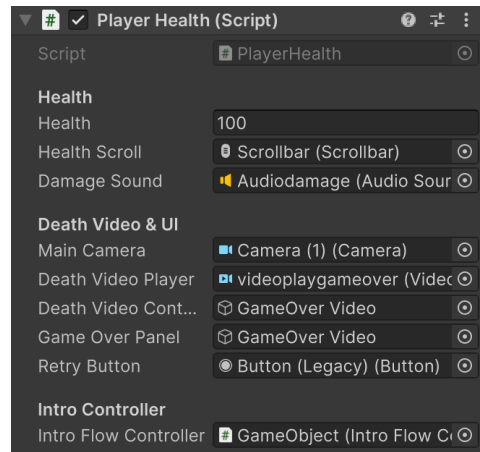 Player Health (Script)
Script PlayerHealth
Health
Health 100
Health Scroll Scrollbar (Scrollbar)
Damage Sound Audiodamage (Audio Sour
Death Video & UI
Main Camera Camera (1) (Camera)
Death Video Player videoplaygameover (Videc
Death Video Cont... GameOver Video
Game Over Panel GameOver Video
Retry Button Button (Legacy) (Button)
Intro Controller
Intro Flow Controller GameObject (Intro Flow Co